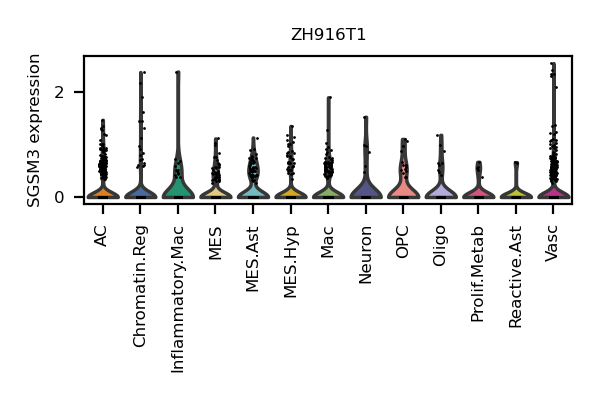 ZH916T1
SGSM3 expression
2
0
AC
Chromatin.Reg
Inflammatory.Mac
MES
MES.Ast
MES.Hyp
Mac
Neuron
OPC
Oligo
Prolif.Metab
Reactive.Ast
Vasc